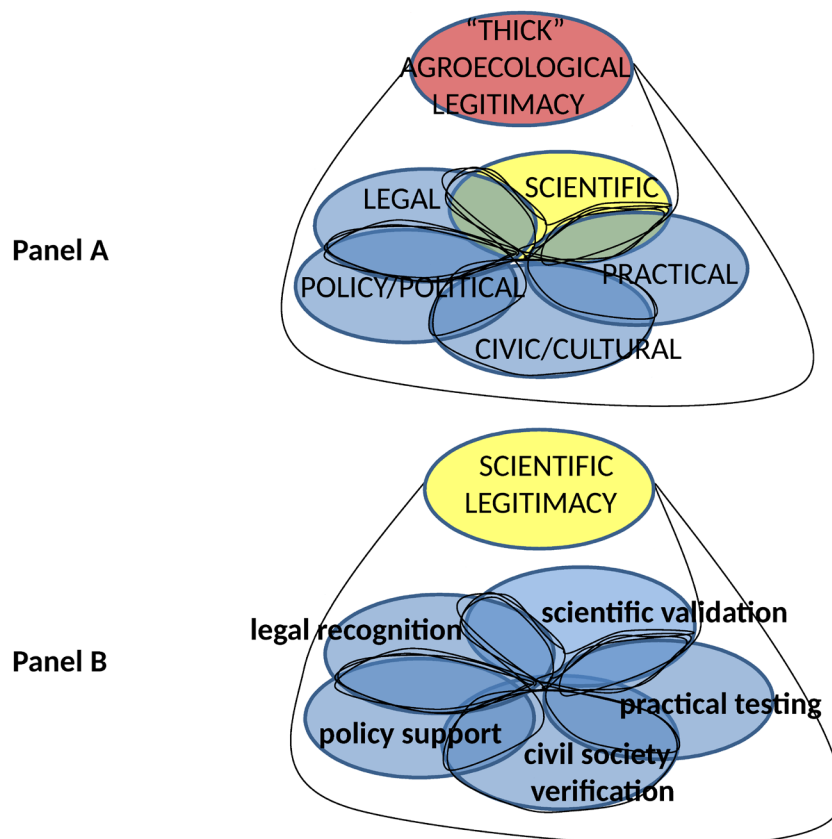 “THICK”
AGROECOLOGICAL
LEGITIMACY
SCIENTIFIC
LEGAL
Panel A
PRACTICAL
POLICY/POLITICAL
CIVIC/CULTURAL
SCIENTIFIC
LEGITIMACY
scientific validation
legal recognition
Panel B
practical testing
policy support
civil society
verification